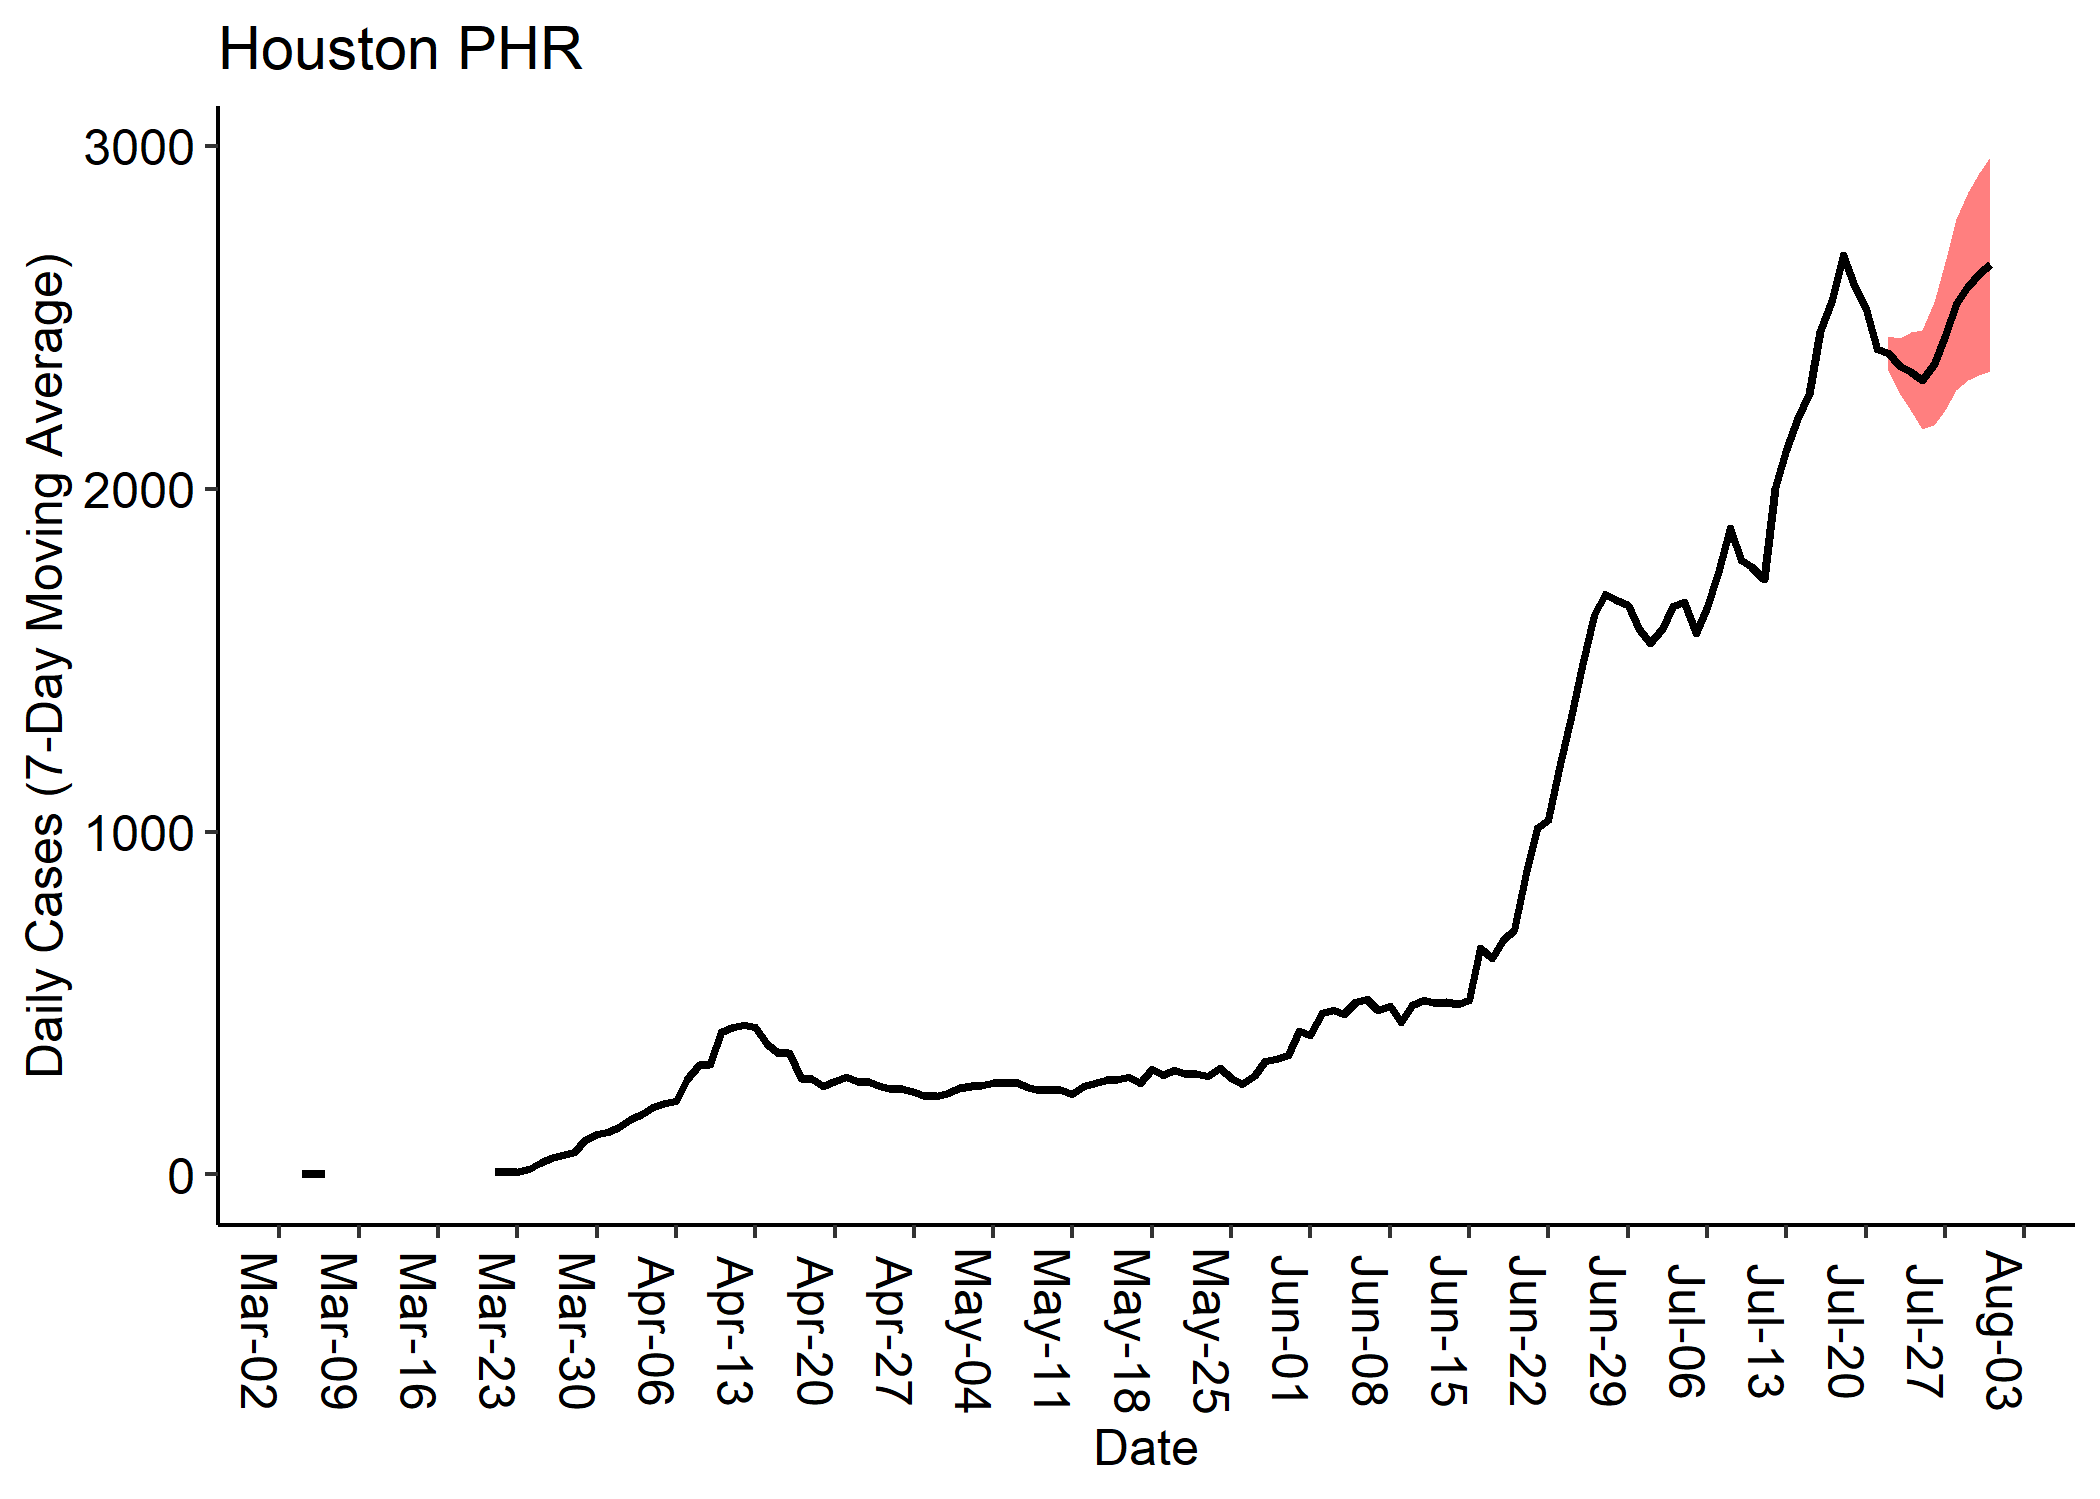 Houston PHR
Daily Cases (7-Day Moving Average)
3000
2000
1000
0
Mar-02
Mar-09
Mar-16
Mar-23
Mar-30
Apr-06
Apr-13
Apr-20
Apr-27
May-04
May-11
May-18
May-25
Jun-01
Jun-08
Jun-15
Jun-22
Jun-29
Jul-06
Jul-13
Jul-20
Jul-27
Aug-03
Date